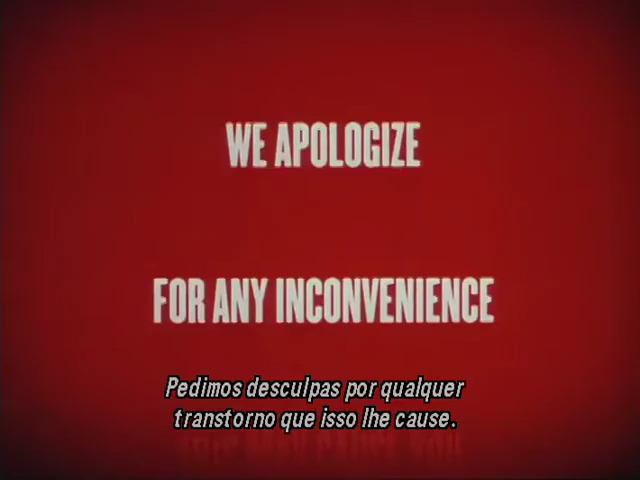 WE APOLOGIZE
FOR ANY INCONVENIENCE
Pedimos desculpas por qualquer
transtorno que isso lhe cause.